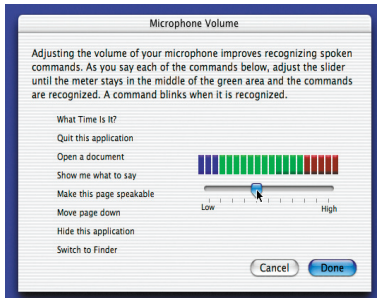 Microphone Volume
Adjusting the volume of your microphone improves recognizing spoken
commands. As you say each of the commands below, adjust the slider
until the meter stays in the middle of the green area and the commands
are recognized. A command blinks when it is recognized.
What Time Is It?
Quit this application
Open a document
Show me what to say
Make this page speakable
Move page down
Hide this application
Switch to Finder
Low High
Cancel Done